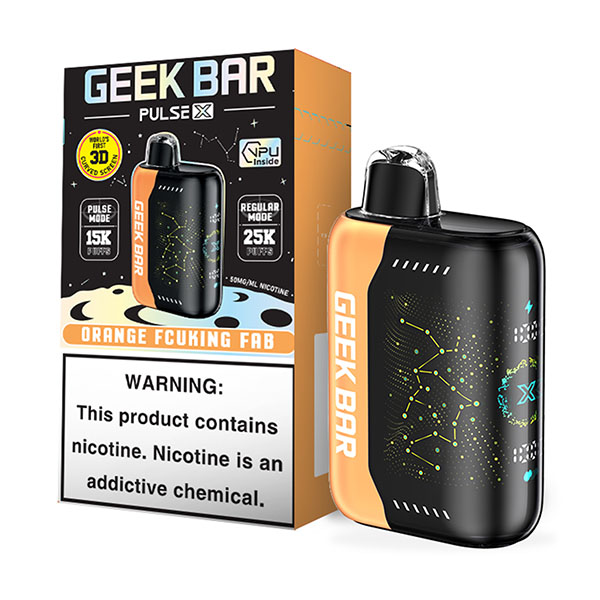 GEEK BAR
PULSE X
WORLD'S
FIRST
3D
CURVED SCREEN
VPU
Inside
PULSE
MODE
15K
PUFFS
REGULAR
MODE
25K
PUFFS
GEEK BAR
50MG/ML NICOTINE
ORANGE FCUKING FAB
WARNING:
This product contains
nicotine. Nicotine is an
addictive chemical.
GEEK BAR
100
X
100